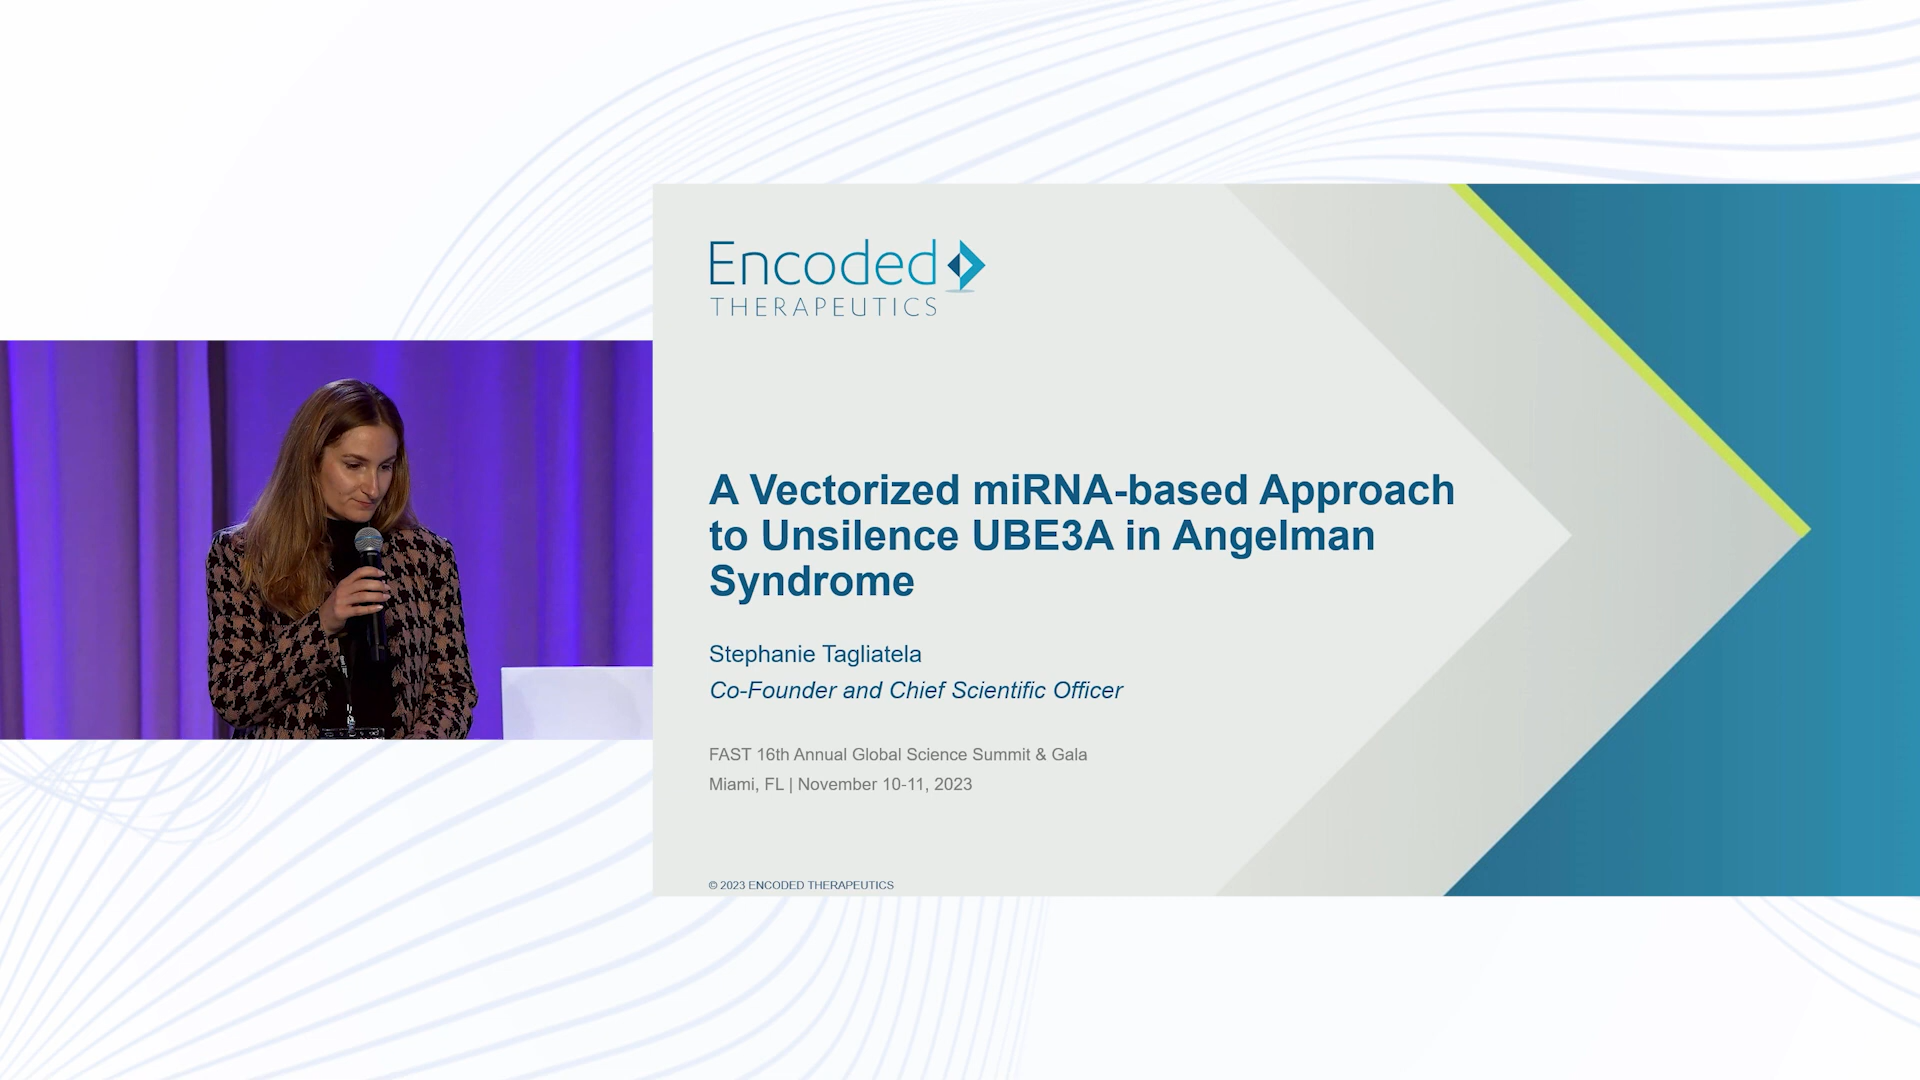 Encoded
THERAPEUTICS
A Vectorized miRNA-based Approach
to Unsilence UBE3A in Angelman
Syndrome
Stephanie Tagliatela
Co-Founder and Chief Scientific Officer
FAST 16th Annual Global Science Summit & Gala
Miami, FL | November 10-11, 2023
© 2023 ENCODED THERAPEUTICS